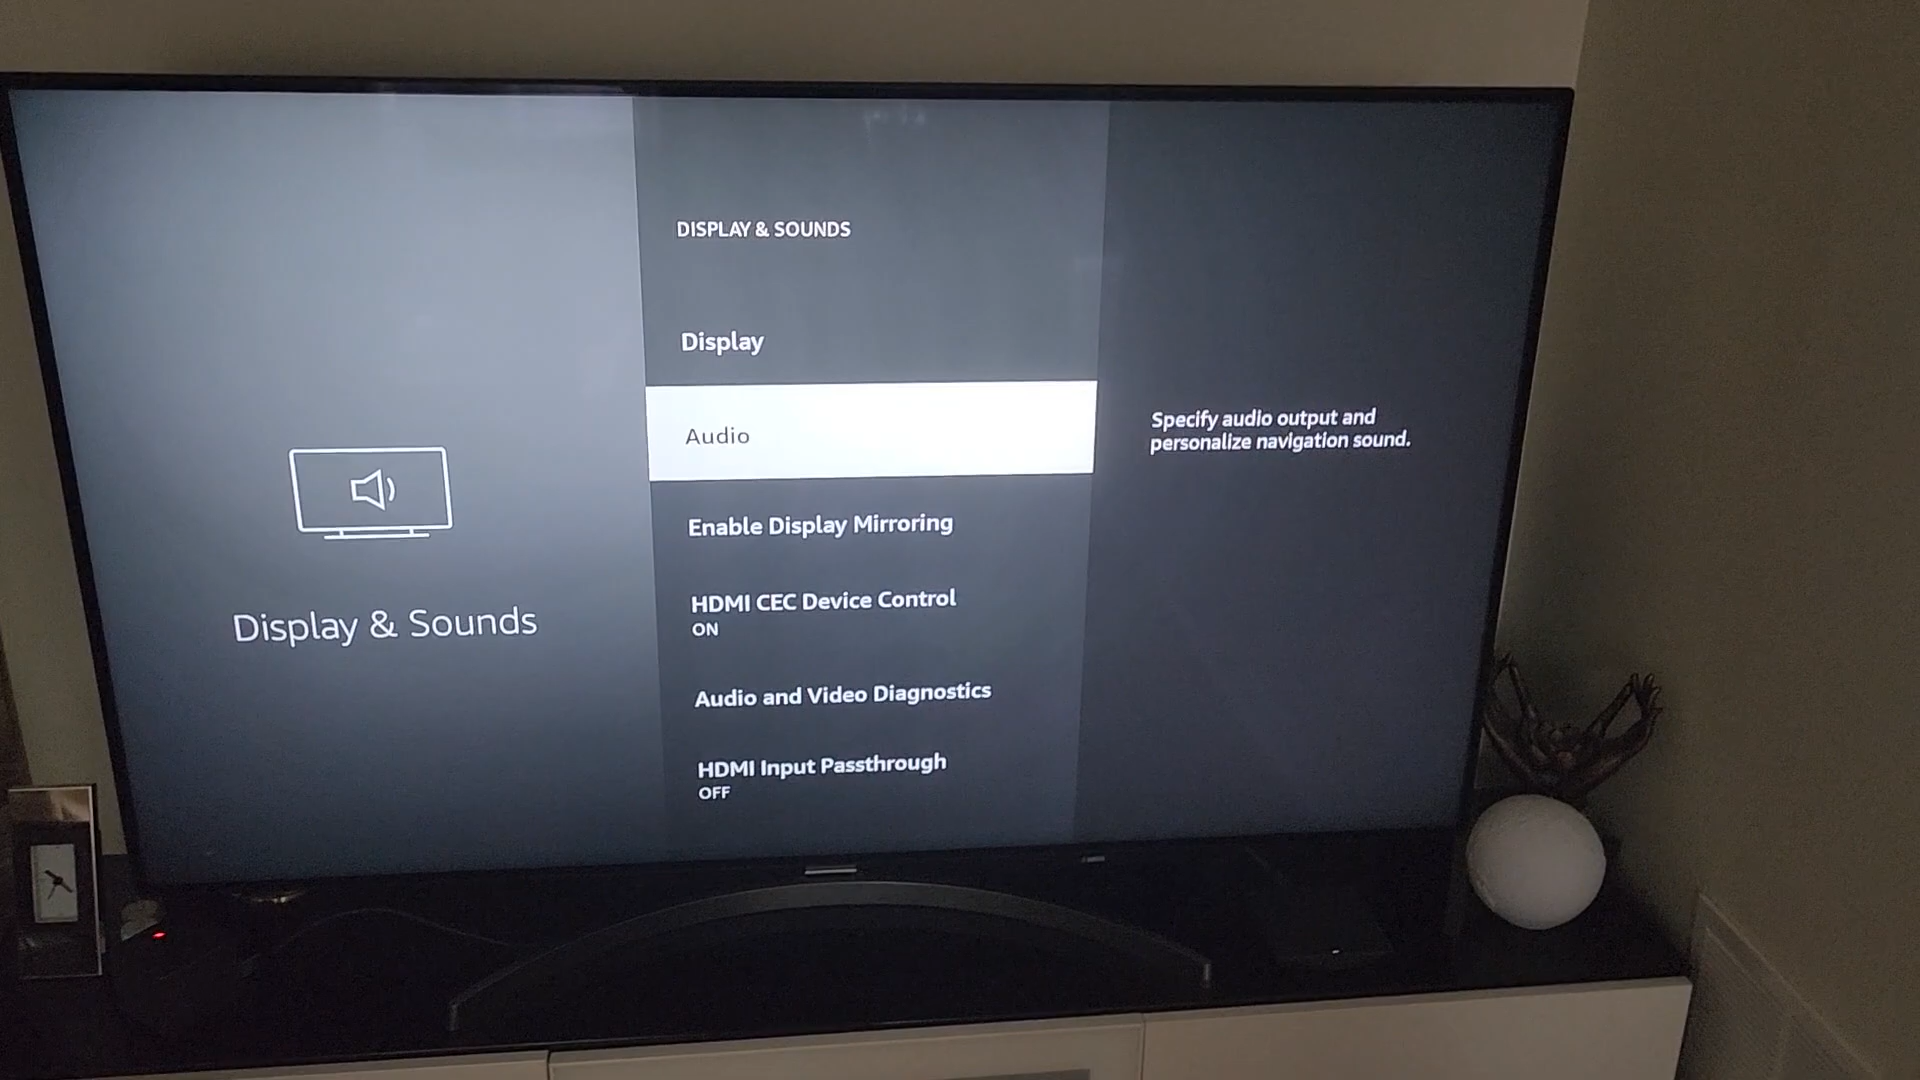 DISPLAY & SOUNDS
Display
Audio
Specify audio output and
personalize navigation sound.
Enable Display Mirroring
HDMI CEC Device Control
ON
Display & Sounds
Audio and Video Diagnostics
HDMI Input Passthrough
OFF